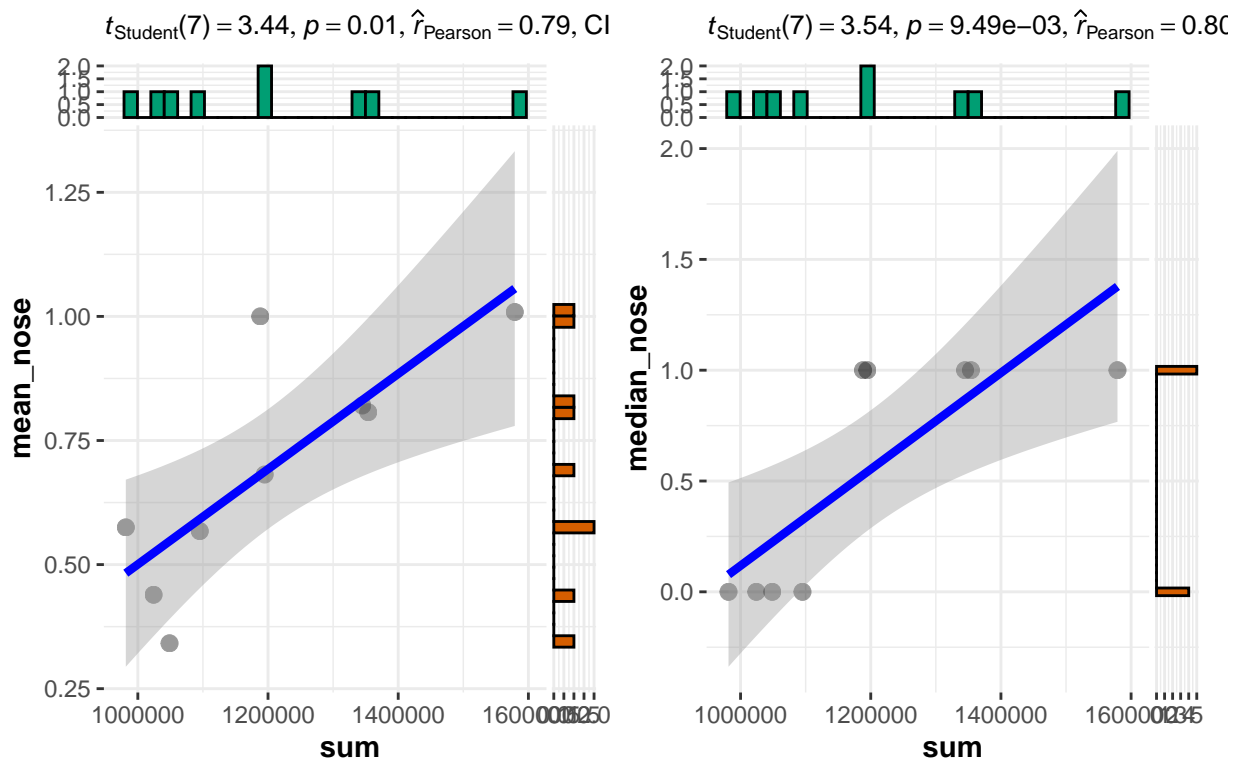 t_Student(7) = 3.44, p = 0.01, r̂_Pearson = 0.79, CI
2.0
1.5
1.0
0.5
0.0
1.25
1.00
0.75
0.50
0.25
mean_nose
1000000 1200000 1400000 1600000
sum
t_Student(7) = 3.54, p = 9.49e−03, r̂_Pearson = 0.80
2.0
1.5
1.0
0.5
0.0
2.0
1.5
1.0
0.5
0.0
median_nose
1000000 1200000 1400000 1600000
sum